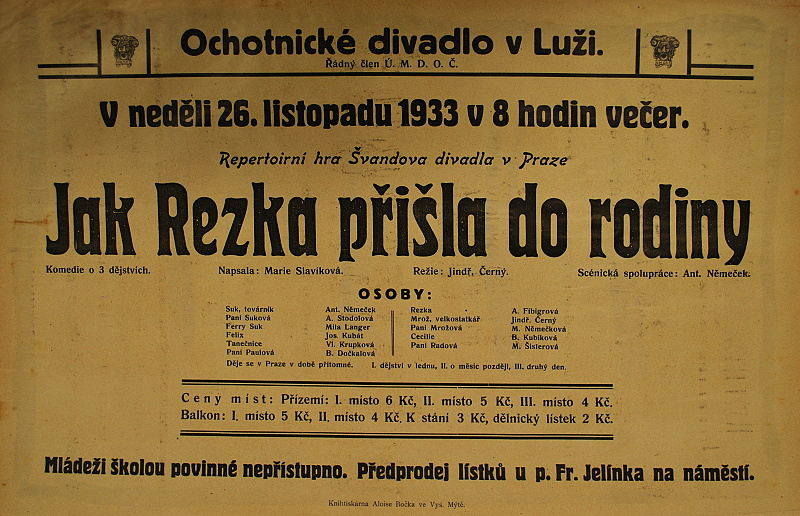 Ochotnické divadlo v Luži.
Řádný člen Ú. M. D. O. Č.
V neděli 26. listopadu 1933 v 8 hodin večer.
Repertoirní hra Švandova divadla v Praze
Jak Rezka přišla do rodiny
Komedie o 3 dějstvích. Napsala: Marie Slavíková. Režie: Jindř. Černý. Scénická spolupráce: Ant. Němeček.
OSOBY:
Suk, továrník Ant. Němeček
Paní Suková A. Stodolová
Ferry Suk Míla Langer
Felix Jos. Kubát
Tanečnice Vl. Krupková
Paní Paulová B. Dočkalová
Rezka A. Fibigrová
Mrož, velkostatkář Jindř. Černý
Paní Mrožová M. Němečková
Cecilie B. Kubíková
Paní Radová M. Šislerová
Děje se v Praze v době přítomné. I. dějství v lednu, II. o měsíc později, III. druhý den.
Ceny míst: Přízemí: I. místo 6 Kč, II. místo 5 Kč, III. místo 4 Kč.
Balkon: I. místo 5 Kč, II. místo 4 Kč. K stání 3 Kč, dělnický lístek 2 Kč.
Mládeži školou povinné nepřístupno. Předprodej lístků u p. Fr. Jelínka na náměstí.
Knihtiskárna Aloise Bočka ve Vys. Mýtě.